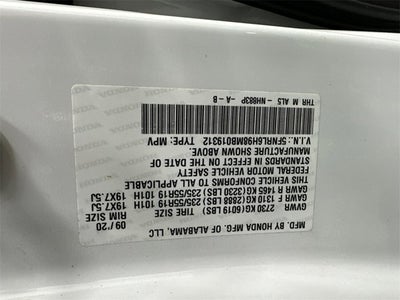 MFD. BY HONDA MFG. OF ALABAMA, LLC 09/'20
GVWR 2730 KG (6019 LBS) TIRE SIZE RIM SIZE
GAWR F 1310 KG (2888 LBS) 235/55R19 101H 19X7.5J
GAWR R 1465 KG (3230 LBS) 235/55R19 101H 19X7.5J
THIS VEHICLE CONFORMS TO ALL APPLICABLE
FEDERAL MOTOR VEHICLE SAFETY
STANDARDS IN EFFECT ON THE DATE OF
MANUFACTURE SHOWN ABOVE.
V.I.N.: 5FNRL6H98MB019312 TYPE: MPV
NH883P -A -B
THR M AL5